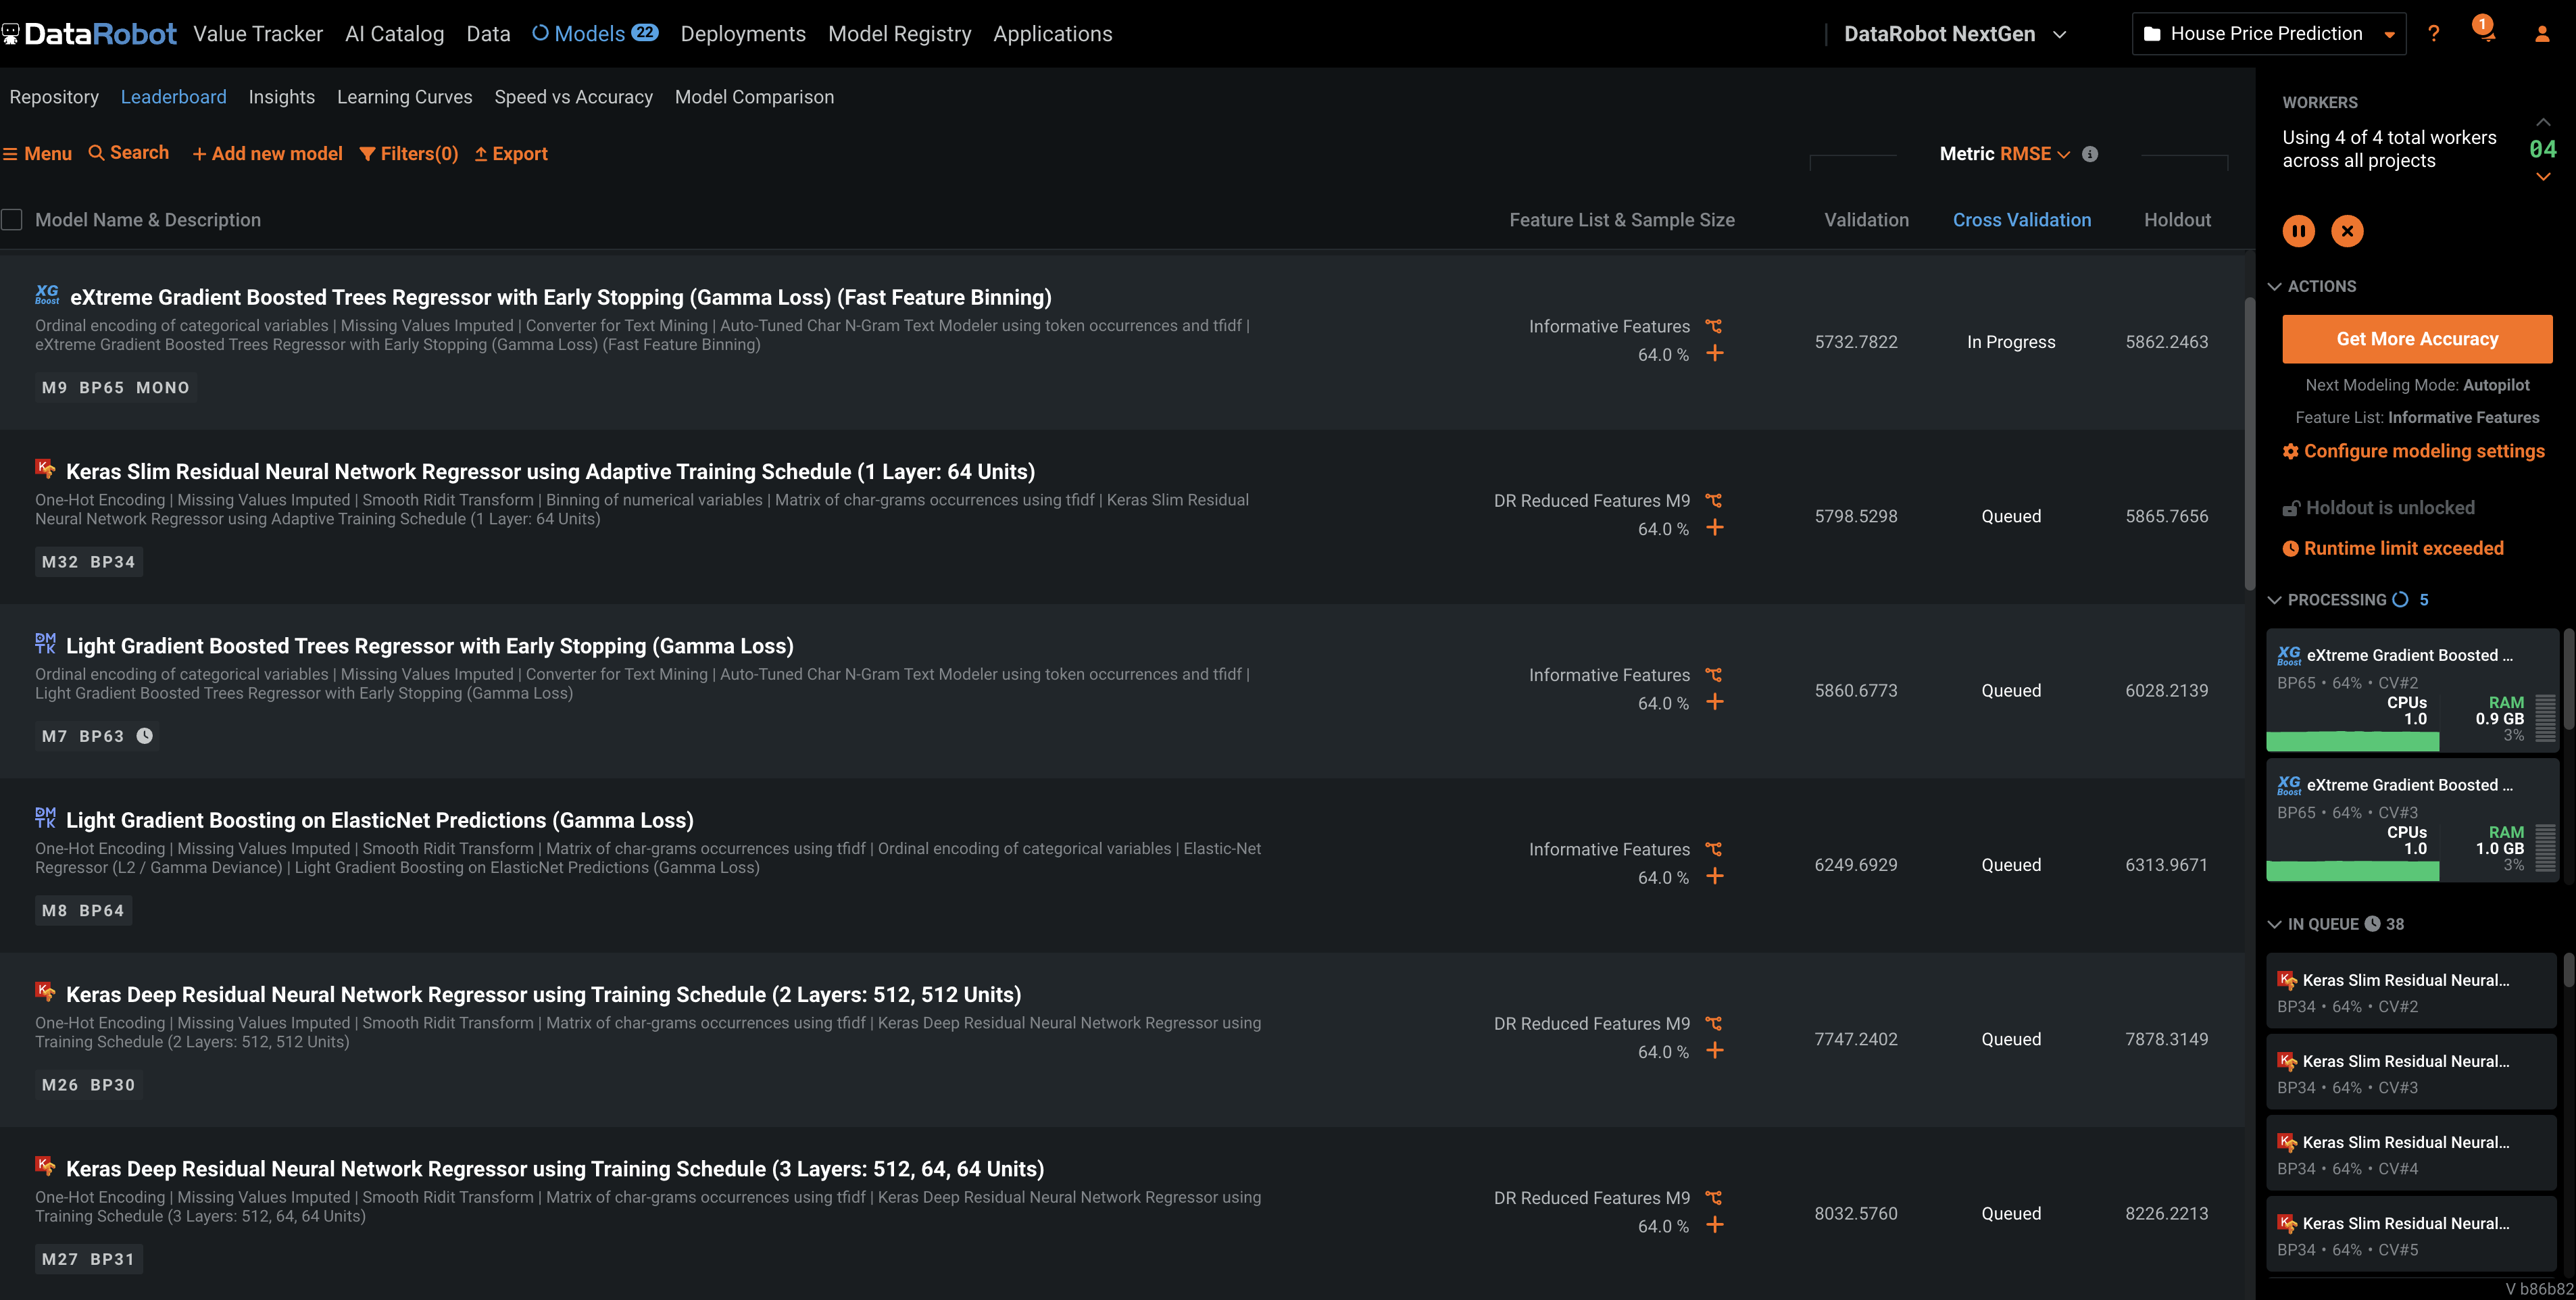 DataRobot Value Tracker AI Catalog Data Models 22 Deployments Model Registry Applications DataRobot NextGen House Price Prediction ? 1
Repository Leaderboard Insights Learning Curves Speed vs Accuracy Model Comparison
Menu Search + Add new model Filters(0) Export Metric RMSE
Model Name & Description Feature List & Sample Size Validation Cross Validation Holdout
XG Boost eXtreme Gradient Boosted Trees Regressor with Early Stopping (Gamma Loss) (Fast Feature Binning)
Ordinal encoding of categorical variables | Missing Values Imputed | Converter for Text Mining | Auto-Tuned Char N-Gram Text Modeler using token occurrences and tfidf |
eXtreme Gradient Boosted Trees Regressor with Early Stopping (Gamma Loss) (Fast Feature Binning)
M9 BP65 MONO
Informative Features
64.0 %
5732.7822 In Progress 5862.2463
Keras Slim Residual Neural Network Regressor using Adaptive Training Schedule (1 Layer: 64 Units)
One-Hot Encoding | Missing Values Imputed | Smooth Ridit Transform | Binning of numerical variables | Matrix of char-grams occurrences using tfidf | Keras Slim Residual
Neural Network Regressor using Adaptive Training Schedule (1 Layer: 64 Units)
M32 BP34
DR Reduced Features M9
64.0 %
5798.5298 Queued 5865.7656
DMTK Light Gradient Boosted Trees Regressor with Early Stopping (Gamma Loss)
Ordinal encoding of categorical variables | Missing Values Imputed | Converter for Text Mining | Auto-Tuned Char N-Gram Text Modeler using token occurrences and tfidf |
Light Gradient Boosted Trees Regressor with Early Stopping (Gamma Loss)
M7 BP63
Informative Features
64.0 %
5860.6773 Queued 6028.2139
DMTK Light Gradient Boosting on ElasticNet Predictions (Gamma Loss)
One-Hot Encoding | Missing Values Imputed | Smooth Ridit Transform | Matrix of char-grams occurrences using tfidf | Ordinal encoding of categorical variables | Elastic-Net
Regressor (L2 / Gamma Deviance) | Light Gradient Boosting on ElasticNet Predictions (Gamma Loss)
M8 BP64
Informative Features
64.0 %
6249.6929 Queued 6313.9671
Keras Deep Residual Neural Network Regressor using Training Schedule (2 Layers: 512, 512 Units)
One-Hot Encoding | Missing Values Imputed | Smooth Ridit Transform | Matrix of char-grams occurrences using tfidf | Keras Deep Residual Neural Network Regressor using
Training Schedule (2 Layers: 512, 512 Units)
M26 BP30
DR Reduced Features M9
64.0 %
7747.2402 Queued 7878.3149
Keras Deep Residual Neural Network Regressor using Training Schedule (3 Layers: 512, 64, 64 Units)
One-Hot Encoding | Missing Values Imputed | Smooth Ridit Transform | Matrix of char-grams occurrences using tfidf | Keras Deep Residual Neural Network Regressor using
Training Schedule (3 Layers: 512, 64, 64 Units)
M27 BP31
DR Reduced Features M9
64.0 %
8032.5760 Queued 8226.2213
WORKERS
Using 4 of 4 total workers
across all projects
04
ACTIONS
Get More Accuracy
Next Modeling Mode: Autopilot
Feature List: Informative Features
Configure modeling settings
Holdout is unlocked
Runtime limit exceeded
PROCESSING 5
XG Boost eXtreme Gradient Boosted ...
BP65 • 64% • CV#2
CPUs RAM
1.0 0.9 GB
3%
XG Boost eXtreme Gradient Boosted ...
BP65 • 64% • CV#3
CPUs RAM
1.0 1.0 GB
3%
IN QUEUE 38
Keras Slim Residual Neural...
BP34 • 64% • CV#2
Keras Slim Residual Neural...
BP34 • 64% • CV#3
Keras Slim Residual Neural...
BP34 • 64% • CV#4
Keras Slim Residual Neural...
BP34 • 64% • CV#5
V b86b82